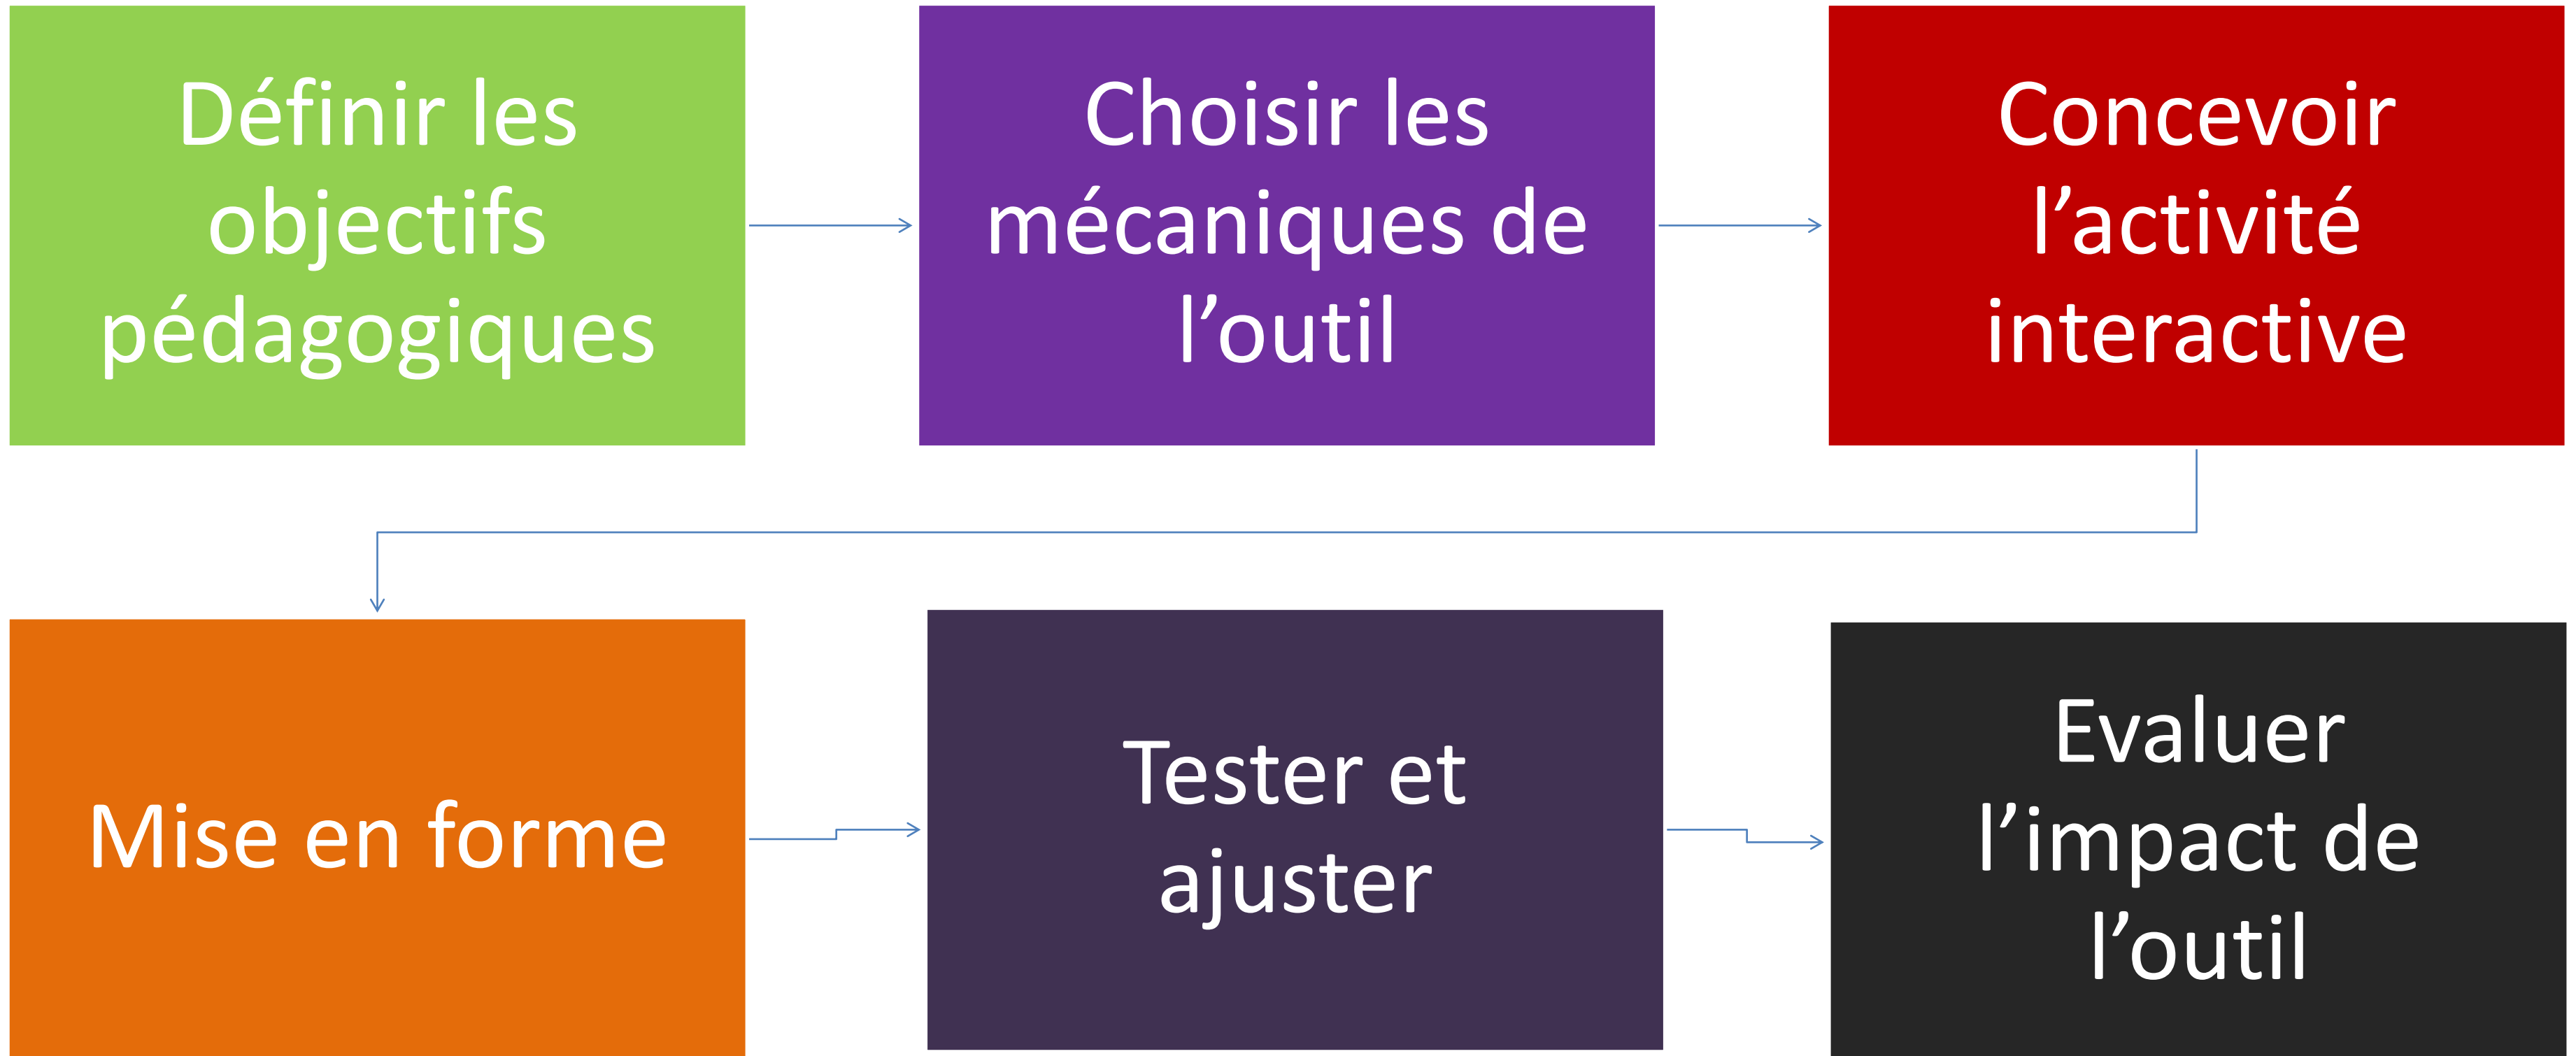 Définir les
objectifs
pédagogiques
Choisir les
mécaniques de
l’outil
Concevoir
l’activité
interactive
Mise en forme
Tester et
ajuster
Evaluer
l’impact de
l’outil